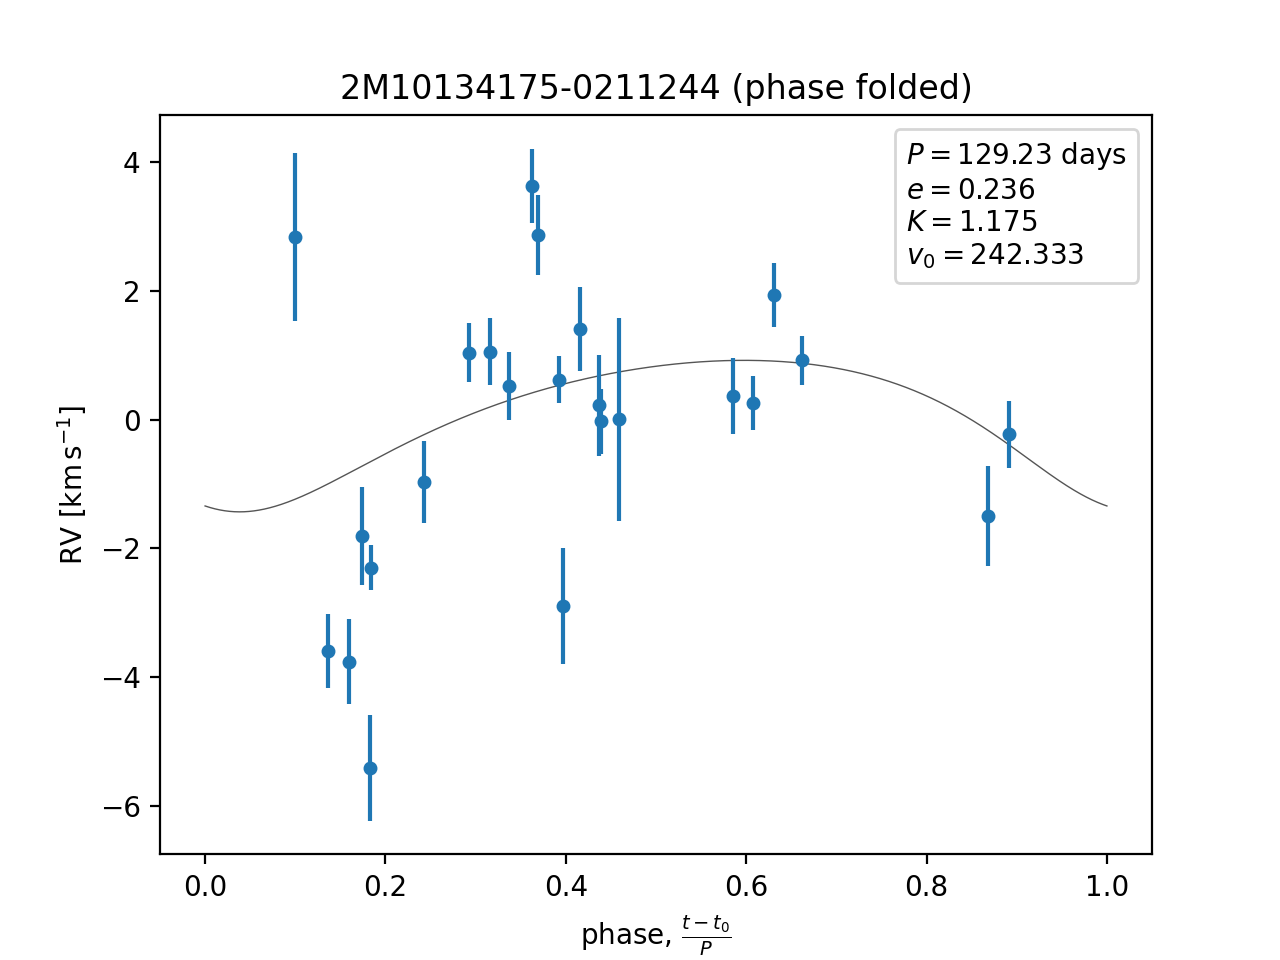 2M10134175-0211244 (phase folded)
P = 129.23 days
e = 0.236
K = 1.175
v₀ = 242.333
RV [km s⁻¹]
4
2
0
−2
−4
−6
0.0 0.2 0.4 0.6 0.8 1.0
phase, (t − t₀)/P